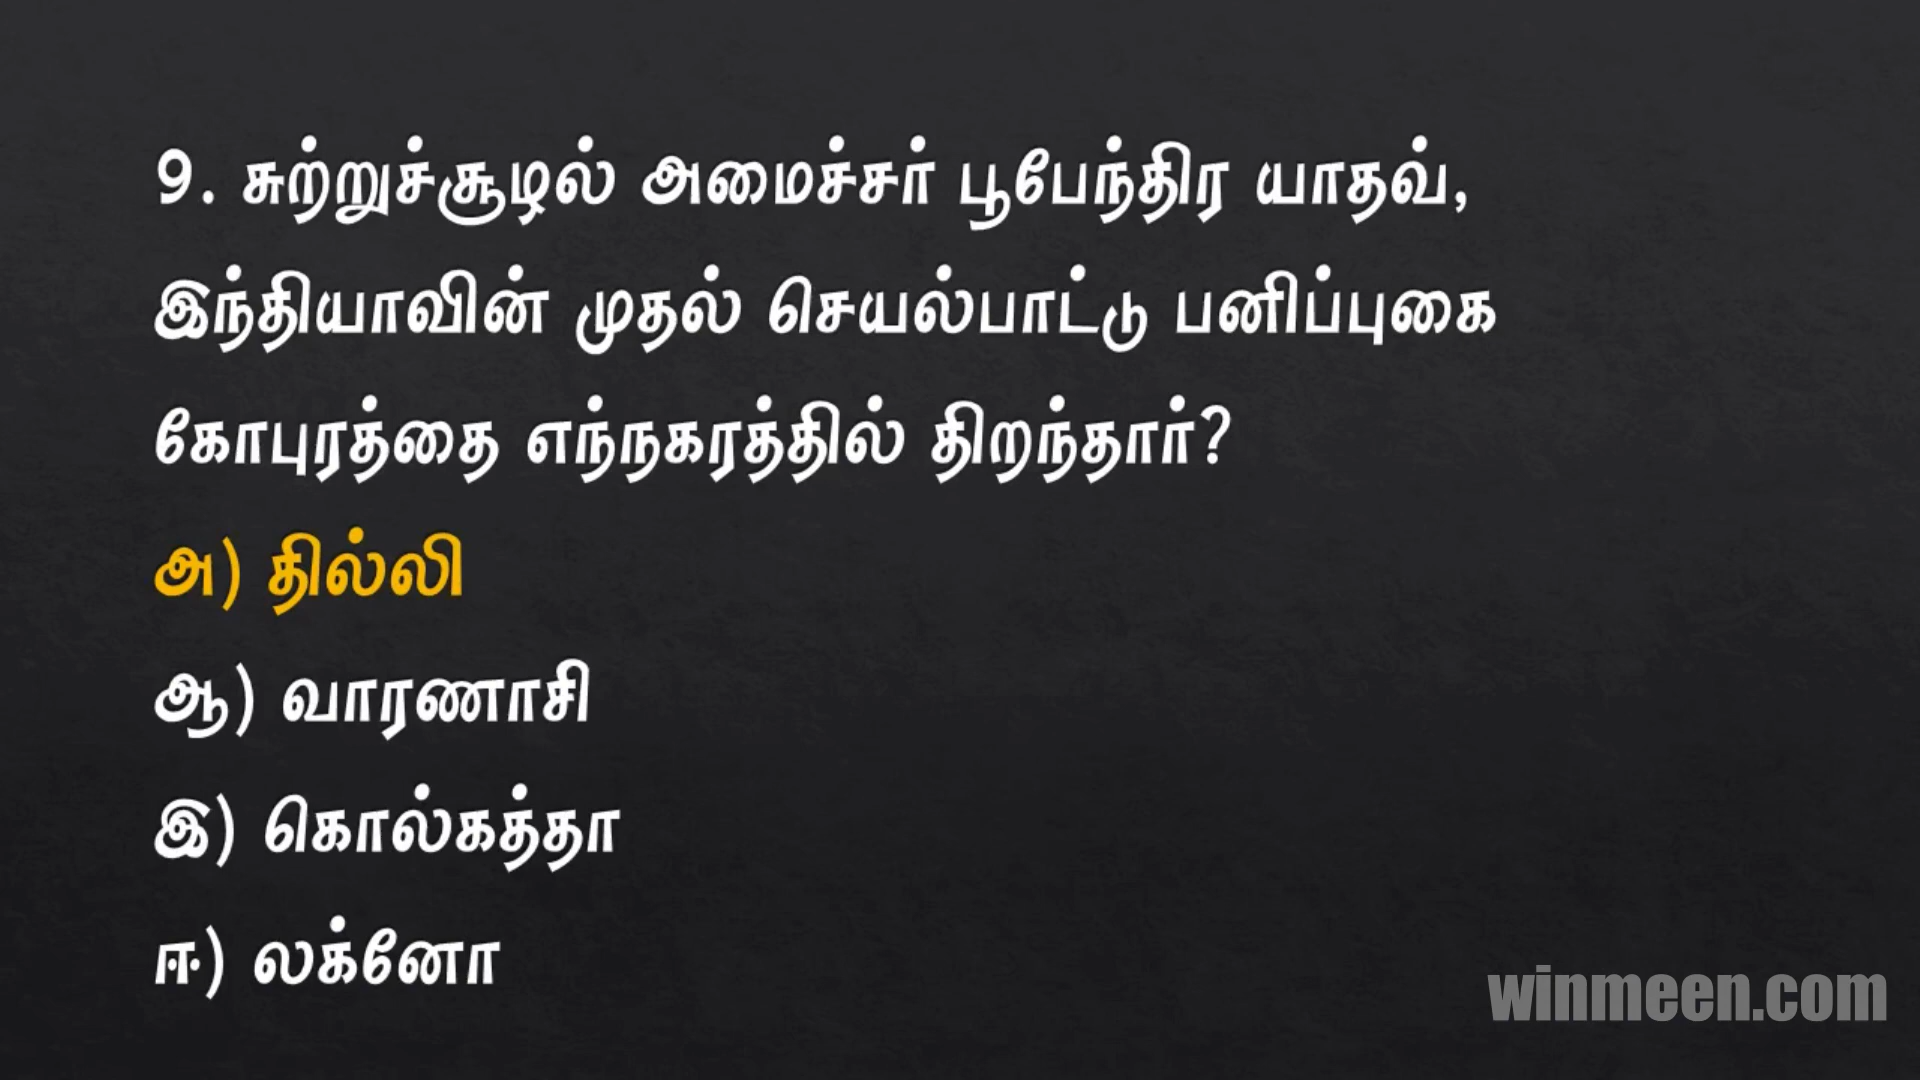 9. சுற்றுச்சூழல் அமைச்சர் பூபேந்திர யாதவ்,
இந்தியாவின் முதல் செயல்பாட்டு பனிப்புகை
கோபுரத்தை எந்நகரத்தில் திறந்தார்?
அ) தில்லி
ஆ) வாரணாசி
இ) கொல்கத்தா
ஈ) லக்னோ
winmeen.com